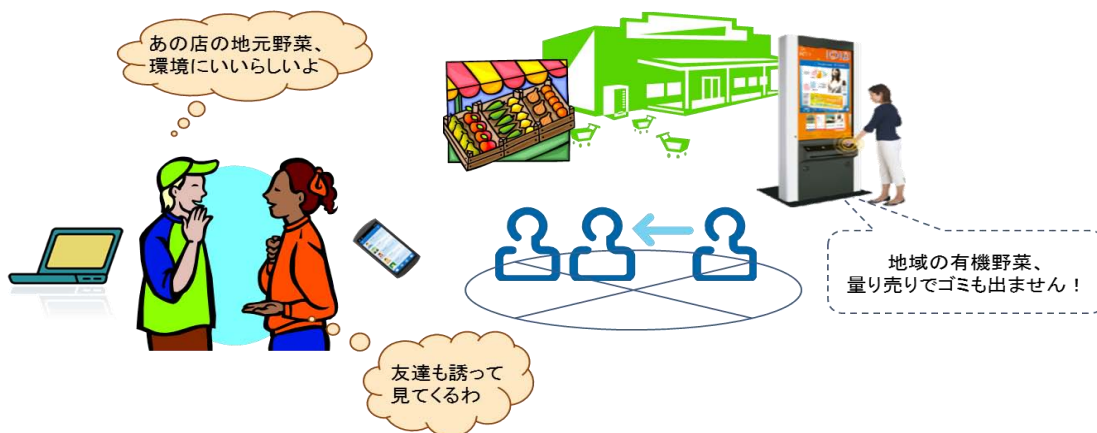 あの店の地元野菜、
環境にいいらしいよ
地域の有機野菜、
量り売りでゴミも出ません！
友達も誘って
見てくるわ